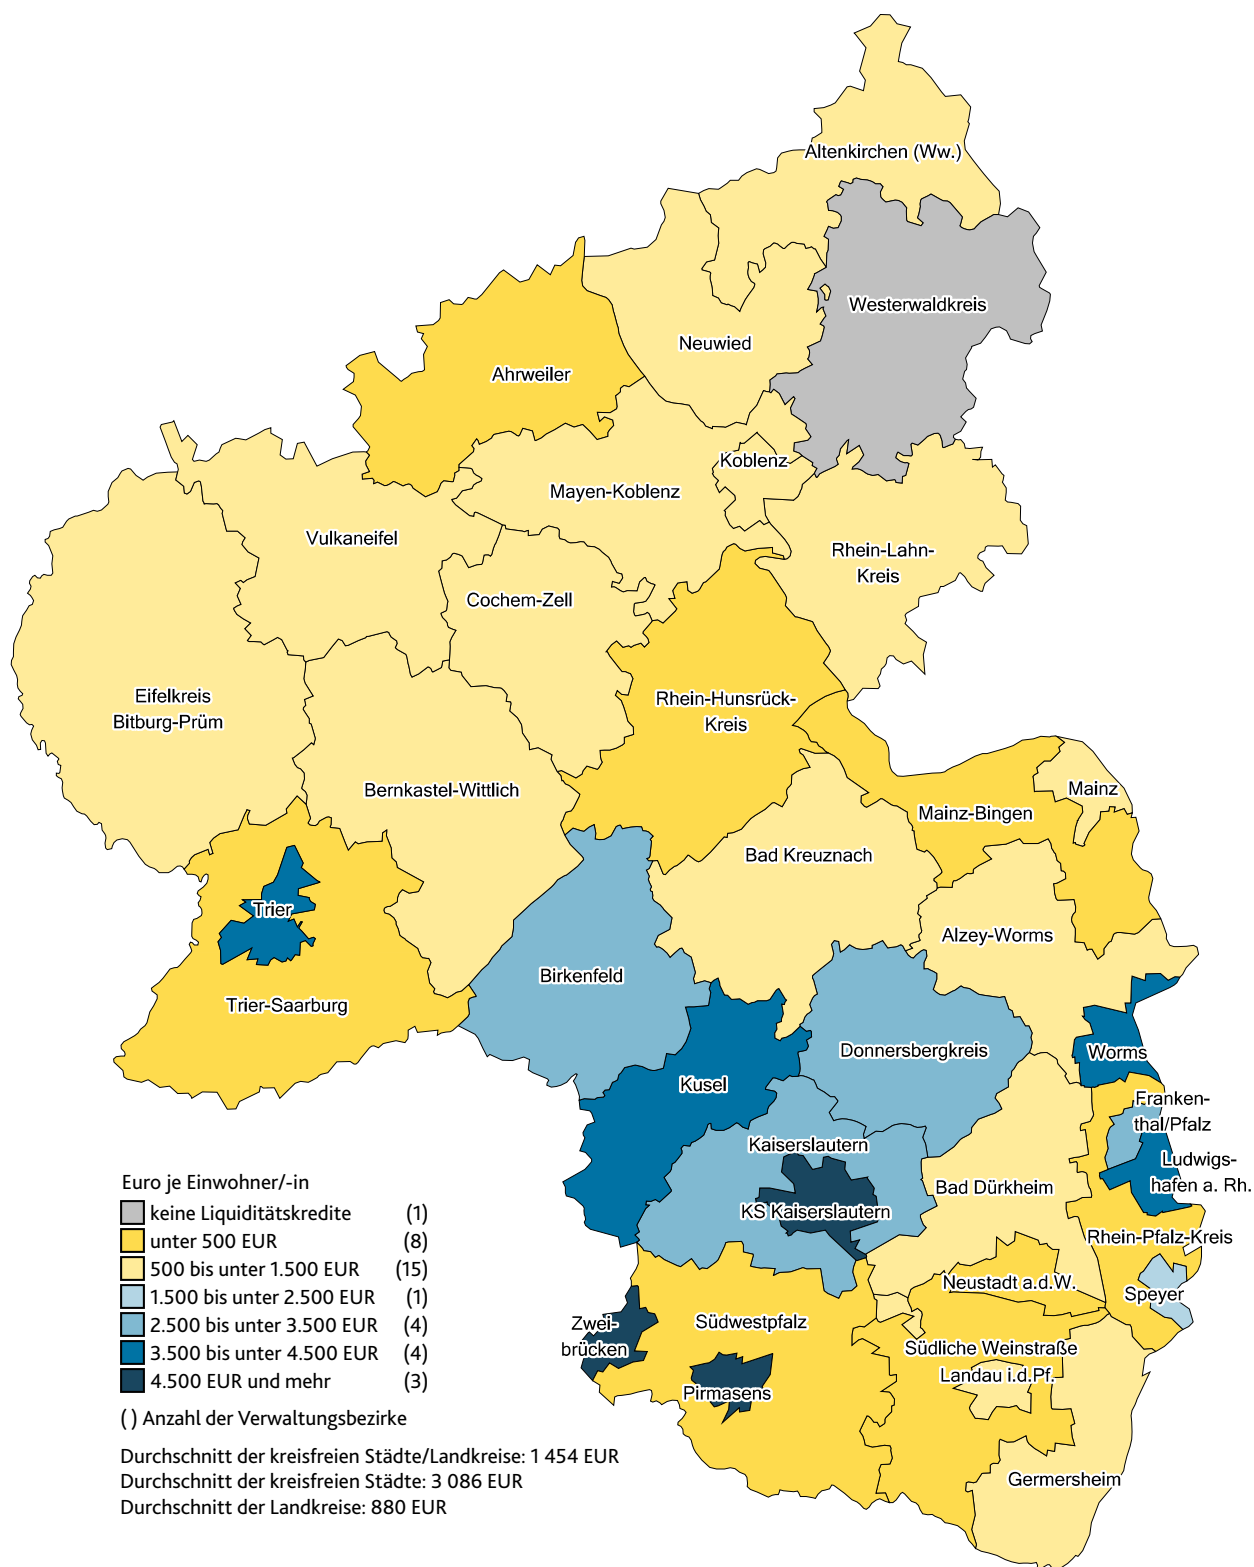 Altenkirchen (Ww.)
Westerwaldkreis
Neuwied
Ahrweiler
Koblenz
Mayen-Koblenz
Vulkaneifel
Rhein-Lahn-
Kreis
Cochem-Zell
Eifelkreis
Bitburg-Prüm
Rhein-Hunsrück-
Kreis
Bernkastel-Wittlich
Mainz
Mainz-Bingen
Bad Kreuznach
Trier
Alzey-Worms
Birkenfeld
Trier-Saarburg
Donnersbergkreis
Worms
Kusel
Franken-
thal/Pfalz
Kaiserslautern
Ludwigs-
hafen a. Rh.
Bad Dürkheim
KS Kaiserslautern
Rhein-Pfalz-Kreis
Neustadt a.d.W.
Speyer
Südwestpfalz
Zwei-
brücken
Südliche Weinstraße
Landau i.d.Pf.
Pirmasens
Germersheim
Euro je Einwohner/-in
keine Liquiditätskredite (1)
unter 500 EUR (8)
500 bis unter 1.500 EUR (15)
1.500 bis unter 2.500 EUR (1)
2.500 bis unter 3.500 EUR (4)
3.500 bis unter 4.500 EUR (4)
4.500 EUR und mehr (3)
( ) Anzahl der Verwaltungsbezirke
Durchschnitt der kreisfreien Städte/Landkreise: 1 454 EUR
Durchschnitt der kreisfreien Städte: 3 086 EUR
Durchschnitt der Landkreise: 880 EUR